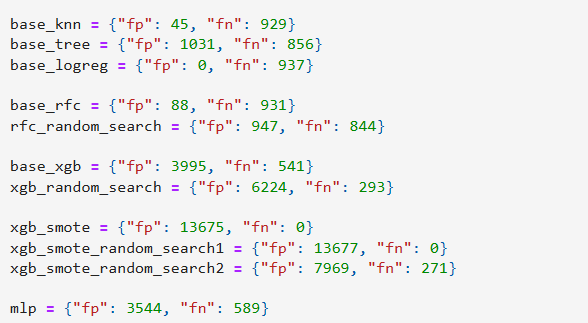 base_knn = {"fp": 45, "fn": 929}
base_tree = {"fp": 1031, "fn": 856}
base_logreg = {"fp": 0, "fn": 937}
base_rfc = {"fp": 88, "fn": 931}
rfc_random_search = {"fp": 947, "fn": 844}
base_xgb = {"fp": 3995, "fn": 541}
xgb_random_search = {"fp": 6224, "fn": 293}
xgb_smote = {"fp": 13675, "fn": 0}
xgb_smote_random_search1 = {"fp": 13677, "fn": 0}
xgb_smote_random_search2 = {"fp": 7969, "fn": 271}
mlp = {"fp": 3544, "fn": 589}